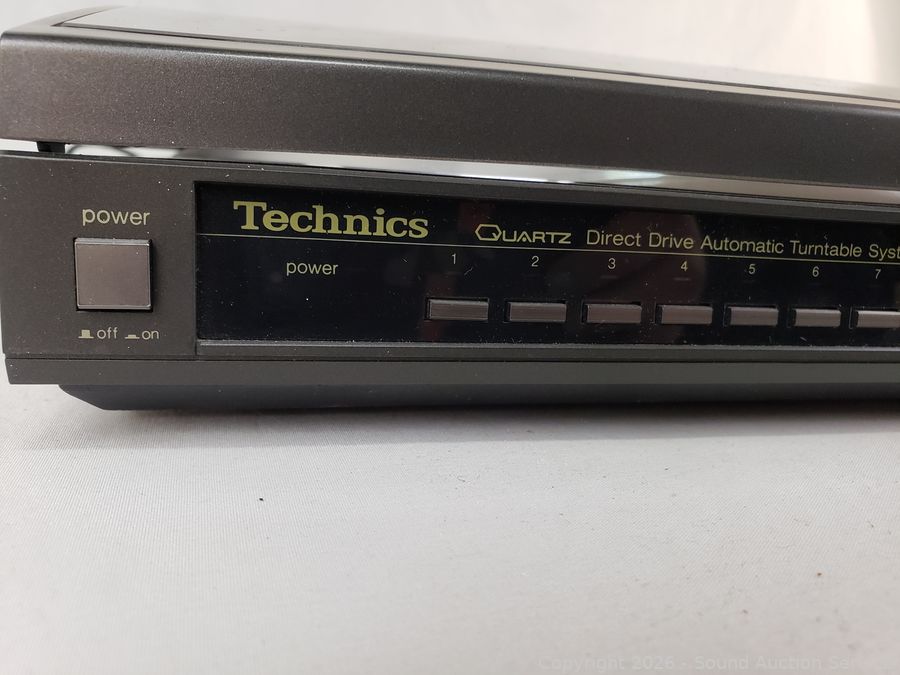 power
off on
Technics
QUARTZ Direct Drive Automatic Turntable Syst
power
1 2 3 4 5 6 7
Copyright 2026 - Sound Auction Ser